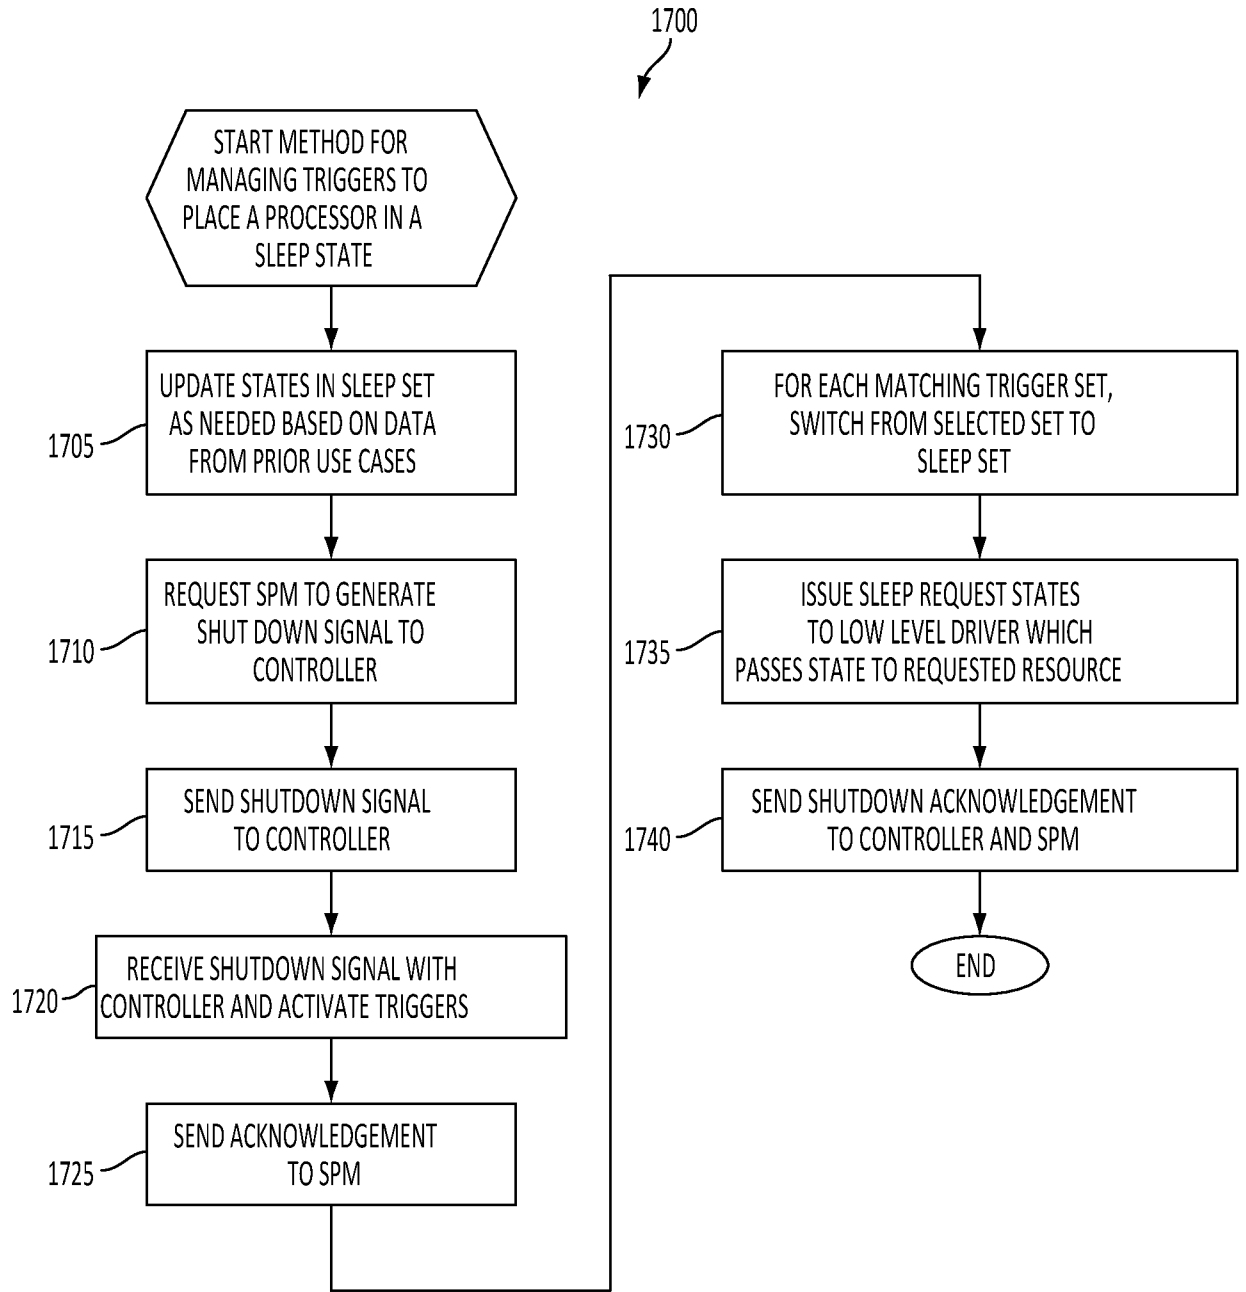 1700
START METHOD FOR
MANAGING TRIGGERS TO
PLACE A PROCESSOR IN A
SLEEP STATE
UPDATE STATES IN SLEEP SET
AS NEEDED BASED ON DATA
FROM PRIOR USE CASES
1705
REQUEST SPM TO GENERATE
SHUT DOWN SIGNAL TO
CONTROLLER
1710
SEND SHUTDOWN SIGNAL
TO CONTROLLER
1715
RECEIVE SHUTDOWN SIGNAL WITH
CONTROLLER AND ACTIVATE TRIGGERS
1720
SEND ACKNOWLEDGEMENT
TO SPM
1725
FOR EACH MATCHING TRIGGER SET,
SWITCH FROM SELECTED SET TO
SLEEP SET
1730
ISSUE SLEEP REQUEST STATES
TO LOW LEVEL DRIVER WHICH
PASSES STATE TO REQUESTED RESOURCE
1735
SEND SHUTDOWN ACKNOWLEDGEMENT
TO CONTROLLER AND SPM
1740
END